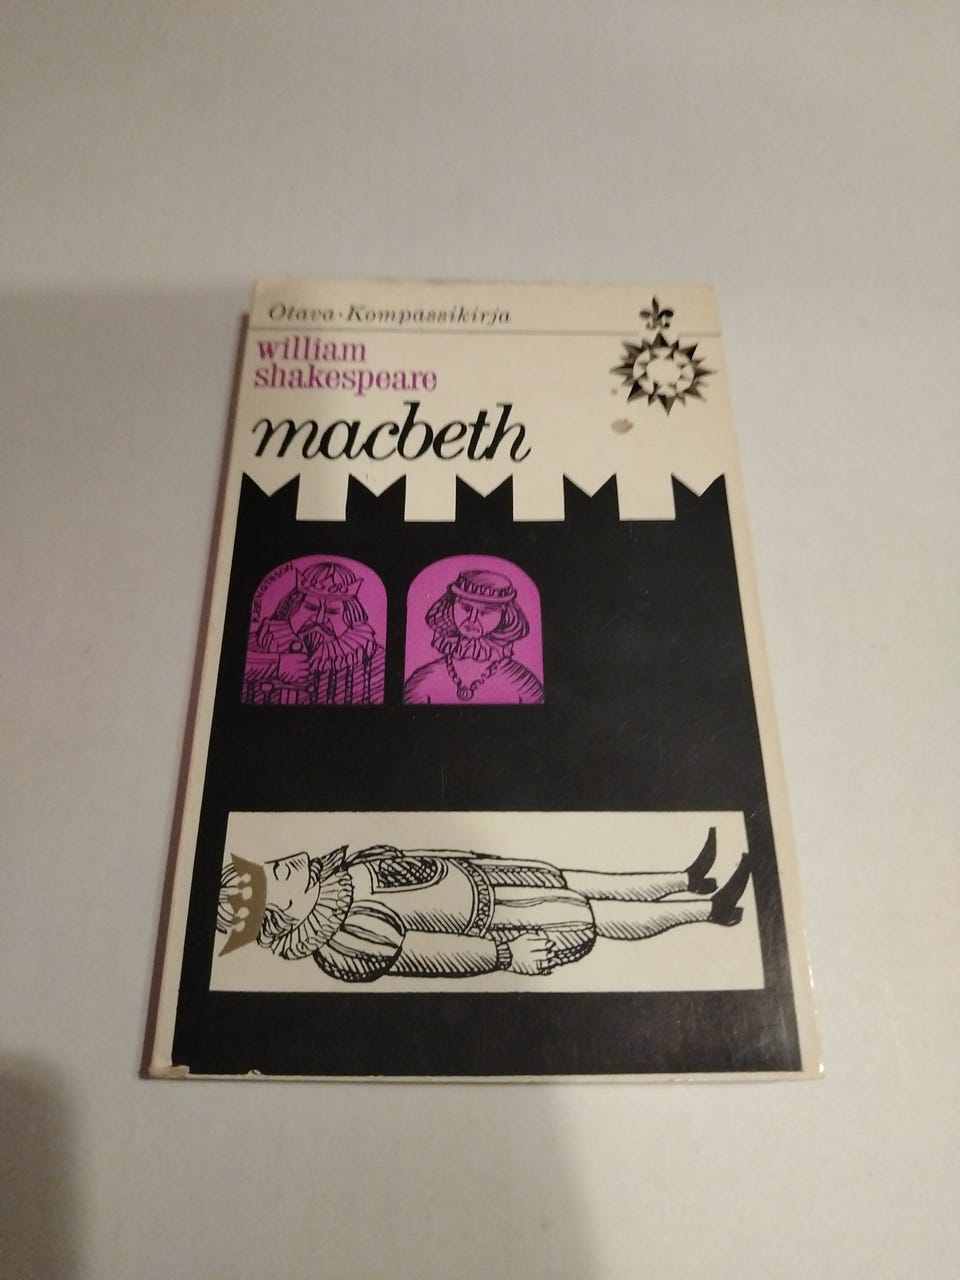 Otava·Kompassikirja
william
shakespeare
macbeth